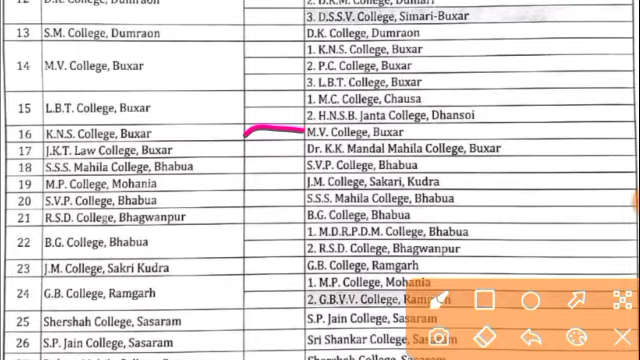 12 D.K. College, Dumraon
2. D.K.M. College, Dumari
3. D.S.S.V. College, Simari-Buxar
13 S.M. College, Dumraon D.K. College, Dumraon
14 M.V. College, Buxar
1. K.N.S. College, Buxar
2. P.C. College, Buxar
3. L.B.T. College, Buxar
15 L.B.T. College, Buxar
1. M.C. College, Chausa
2. H.N.S.B. Janta College, Dhansoi
16 K.N.S. College, Buxar M.V. College, Buxar
17 J.K.T. Law College, Buxar Dr. K.K. Mandal Mahila College, Buxar
18 S.S.S. Mahila College, Bhabua S.V.P. College, Bhabua
19 M.P. College, Mohania J.M. College, Sakari, Kudra
20 S.V.P. College, Bhabua S.S.S. Mahila College, Bhabua
21 R.S.D. College, Bhagwanpur B.G. College, Bhabua
22 B.G. College, Bhabua
1. M.D.R.P.D.M. College, Bhabua
2. R.S.D. College, Bhagwanpur
23 J.M. College, Sakri Kudra G.B. College, Ramgarh
24 G.B. College, Ramgarh
1. M.P. College, Mohania
2. G.B.V.V. College,
25 Shershah College, Sasaram S.P. Jain College, Sasaram
26 S.P. Jain College, Sasaram Sri Shankar College, Sasaram